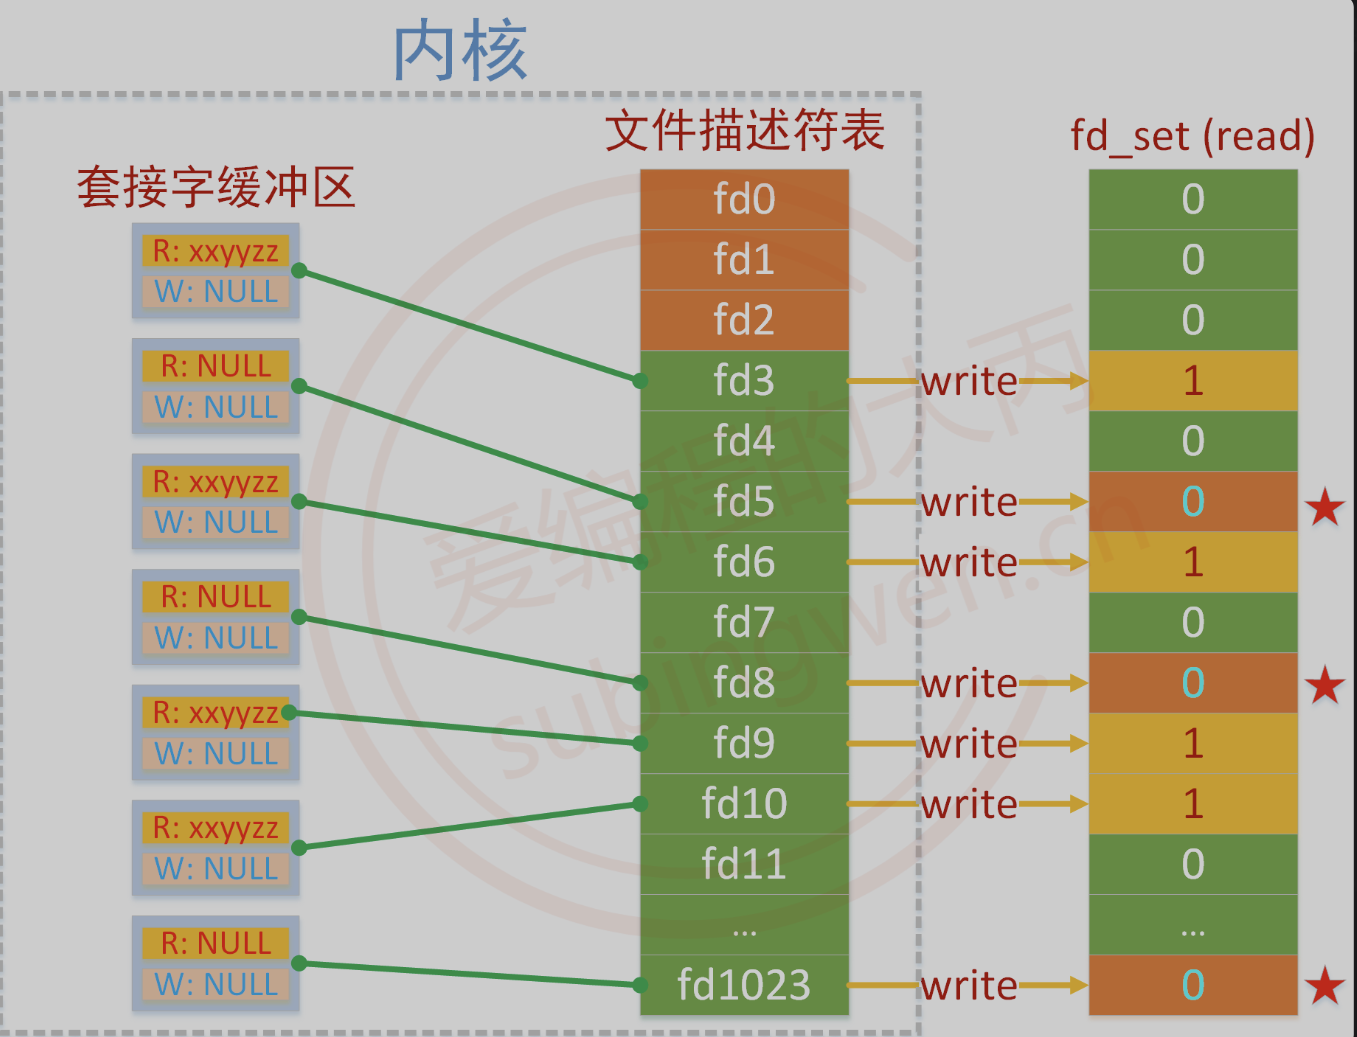 内核
文件描述符表
fd_set (read)
套接字缓冲区
R: xxyyzz
W: NULL
R: NULL
W: NULL
R: xxyyzz
W: NULL
R: NULL
W: NULL
R: xxyyzz
W: NULL
R: xxyyzz
W: NULL
R: NULL
W: NULL
fd0
fd1
fd2
fd3
fd4
fd5
fd6
fd7
fd8
fd9
fd10
fd11
...
fd1023
write
write
write
write
write
write
write
0
0
0
1
0
0
1
0
0
1
1
0
...
0
爱编程的大丙
subingwen.cn